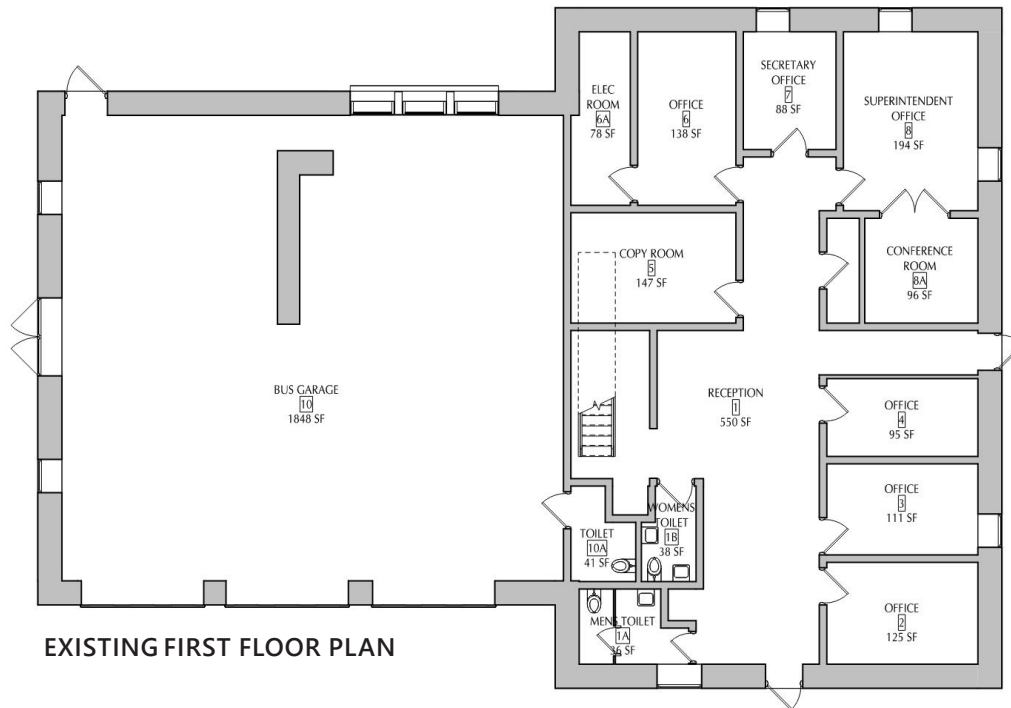 ELEC
ROOM
6A
78 SF
OFFICE
6
138 SF
SECRETARY
OFFICE
7
88 SF
SUPERINTENDENT
OFFICE
8
194 SF
COPY ROOM
5
147 SF
CONFERENCE
ROOM
8A
96 SF
BUS GARAGE
10
1848 SF
RECEPTION
1
550 SF
OFFICE
4
95 SF
OFFICE
3
111 SF
WOMENS
TOILET
1B
38 SF
TOILET
10A
41 SF
MENS TOILET
1A
36 SF
OFFICE
2
125 SF
EXISTING FIRST FLOOR PLAN